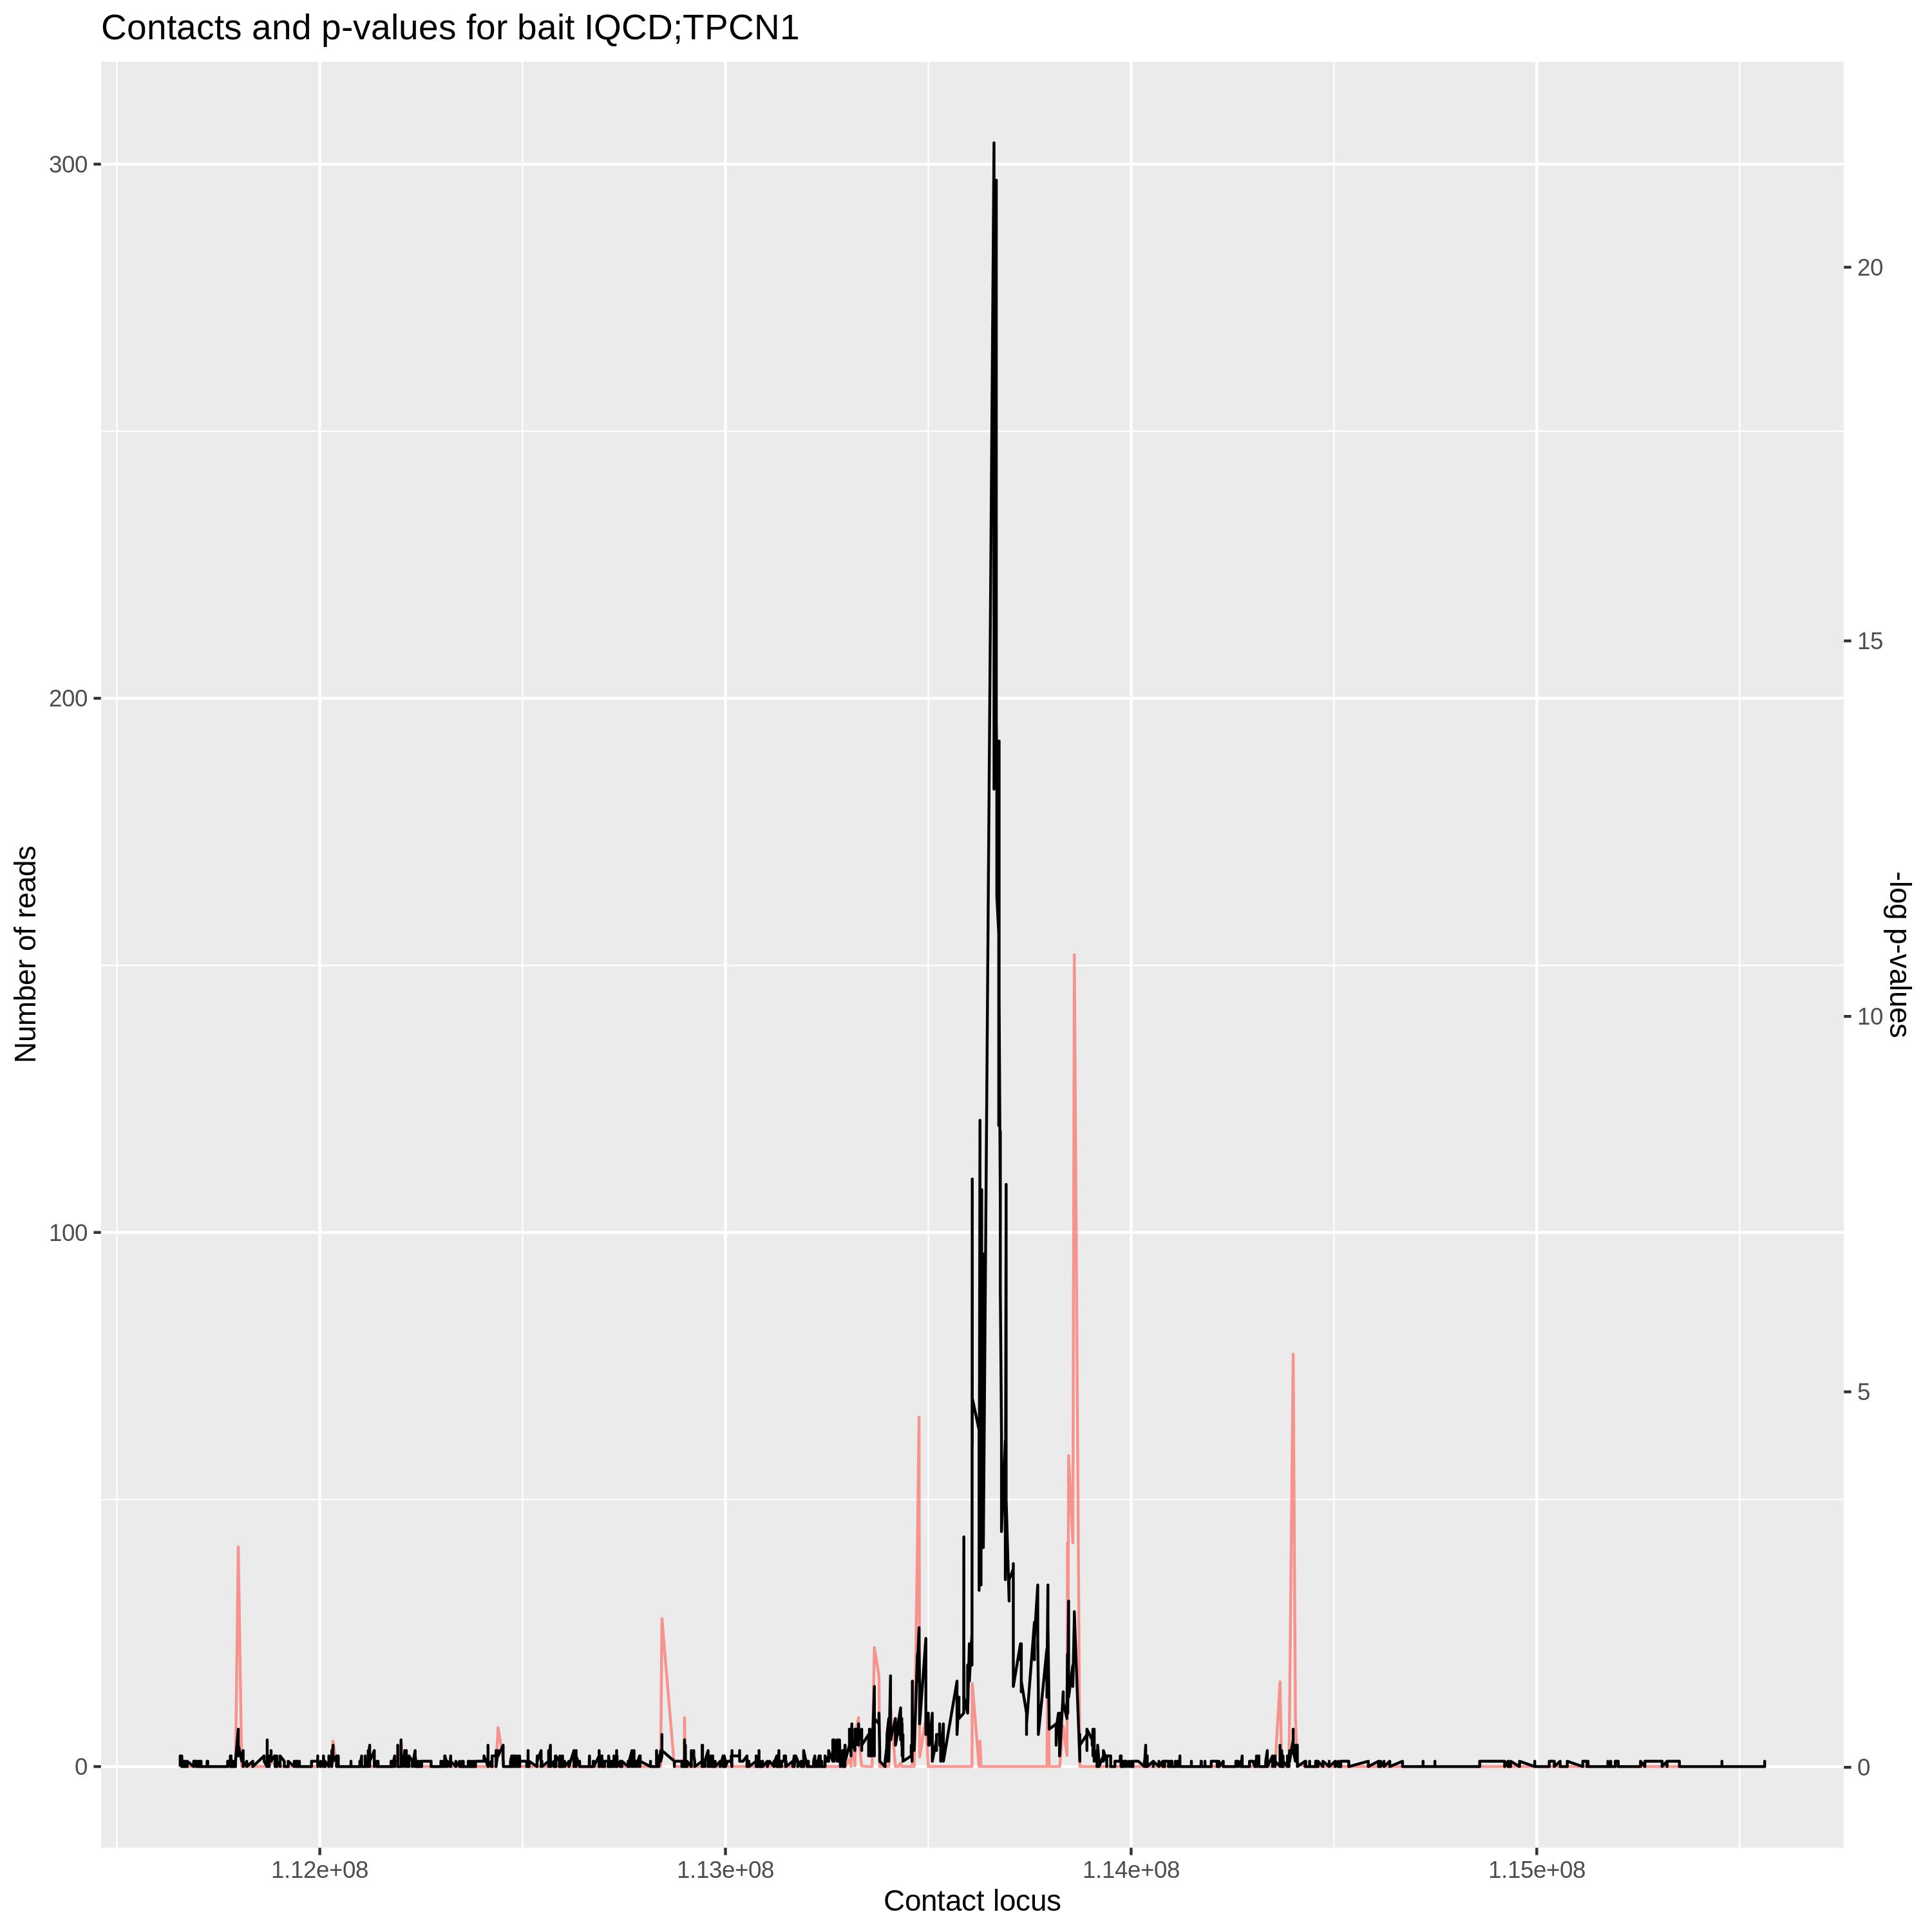 Contacts and p-values for bait IQCD;TPCN1
300
200
100
0
Number of reads
20
15
10
5
0
-log p-values
1.12e+08
1.13e+08
1.14e+08
1.15e+08
Contact locus